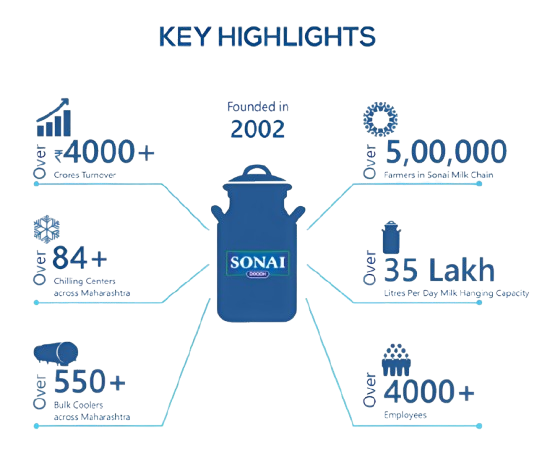 KEY HIGHLIGHTS
Founded in
2002
Over ₹4000+
Crores Turnover
Over 84+
Chilling Centers
across Maharashtra
Over 550+
Bulk Coolers
across Maharashtra
SONAI
DOODH
Over 5,00,000
Farmers in Sonai Milk Chain
Over 35 Lakh
Litres Per Day Milk Hanging Capacity
Over 4000+
Employees